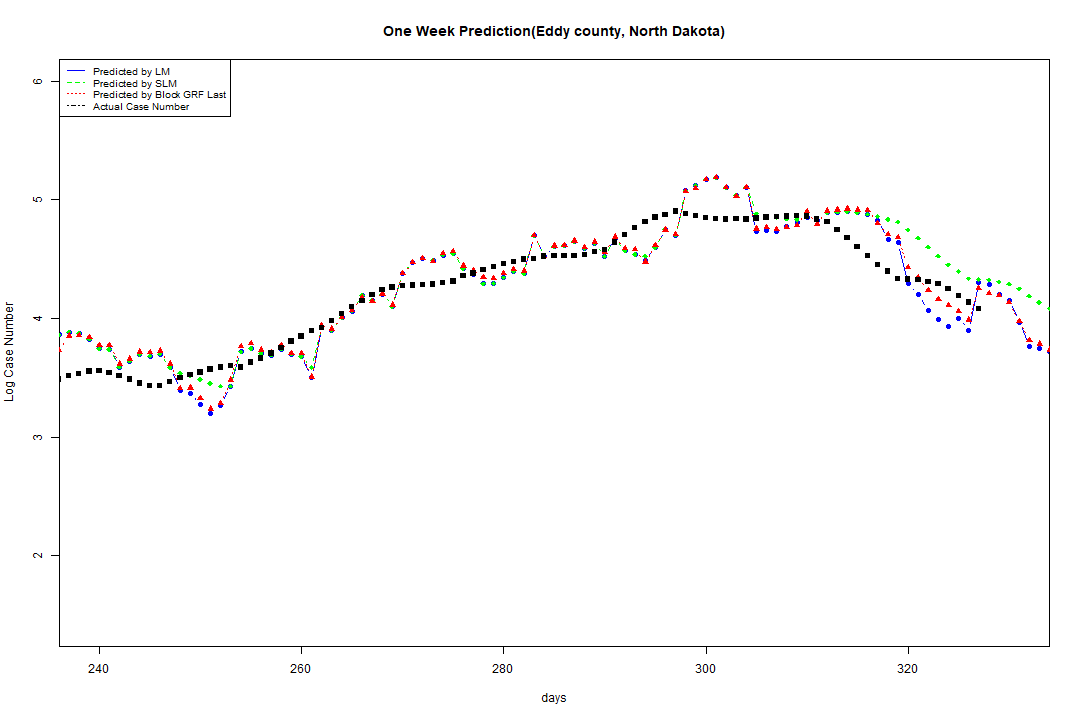 One Week Prediction(Eddy county, North Dakota)
Predicted by LM
Predicted by SLM
Predicted by Block GRF Last
Actual Case Number
6
5
4
3
2
Log Case Number
240 260 280 300 320
days